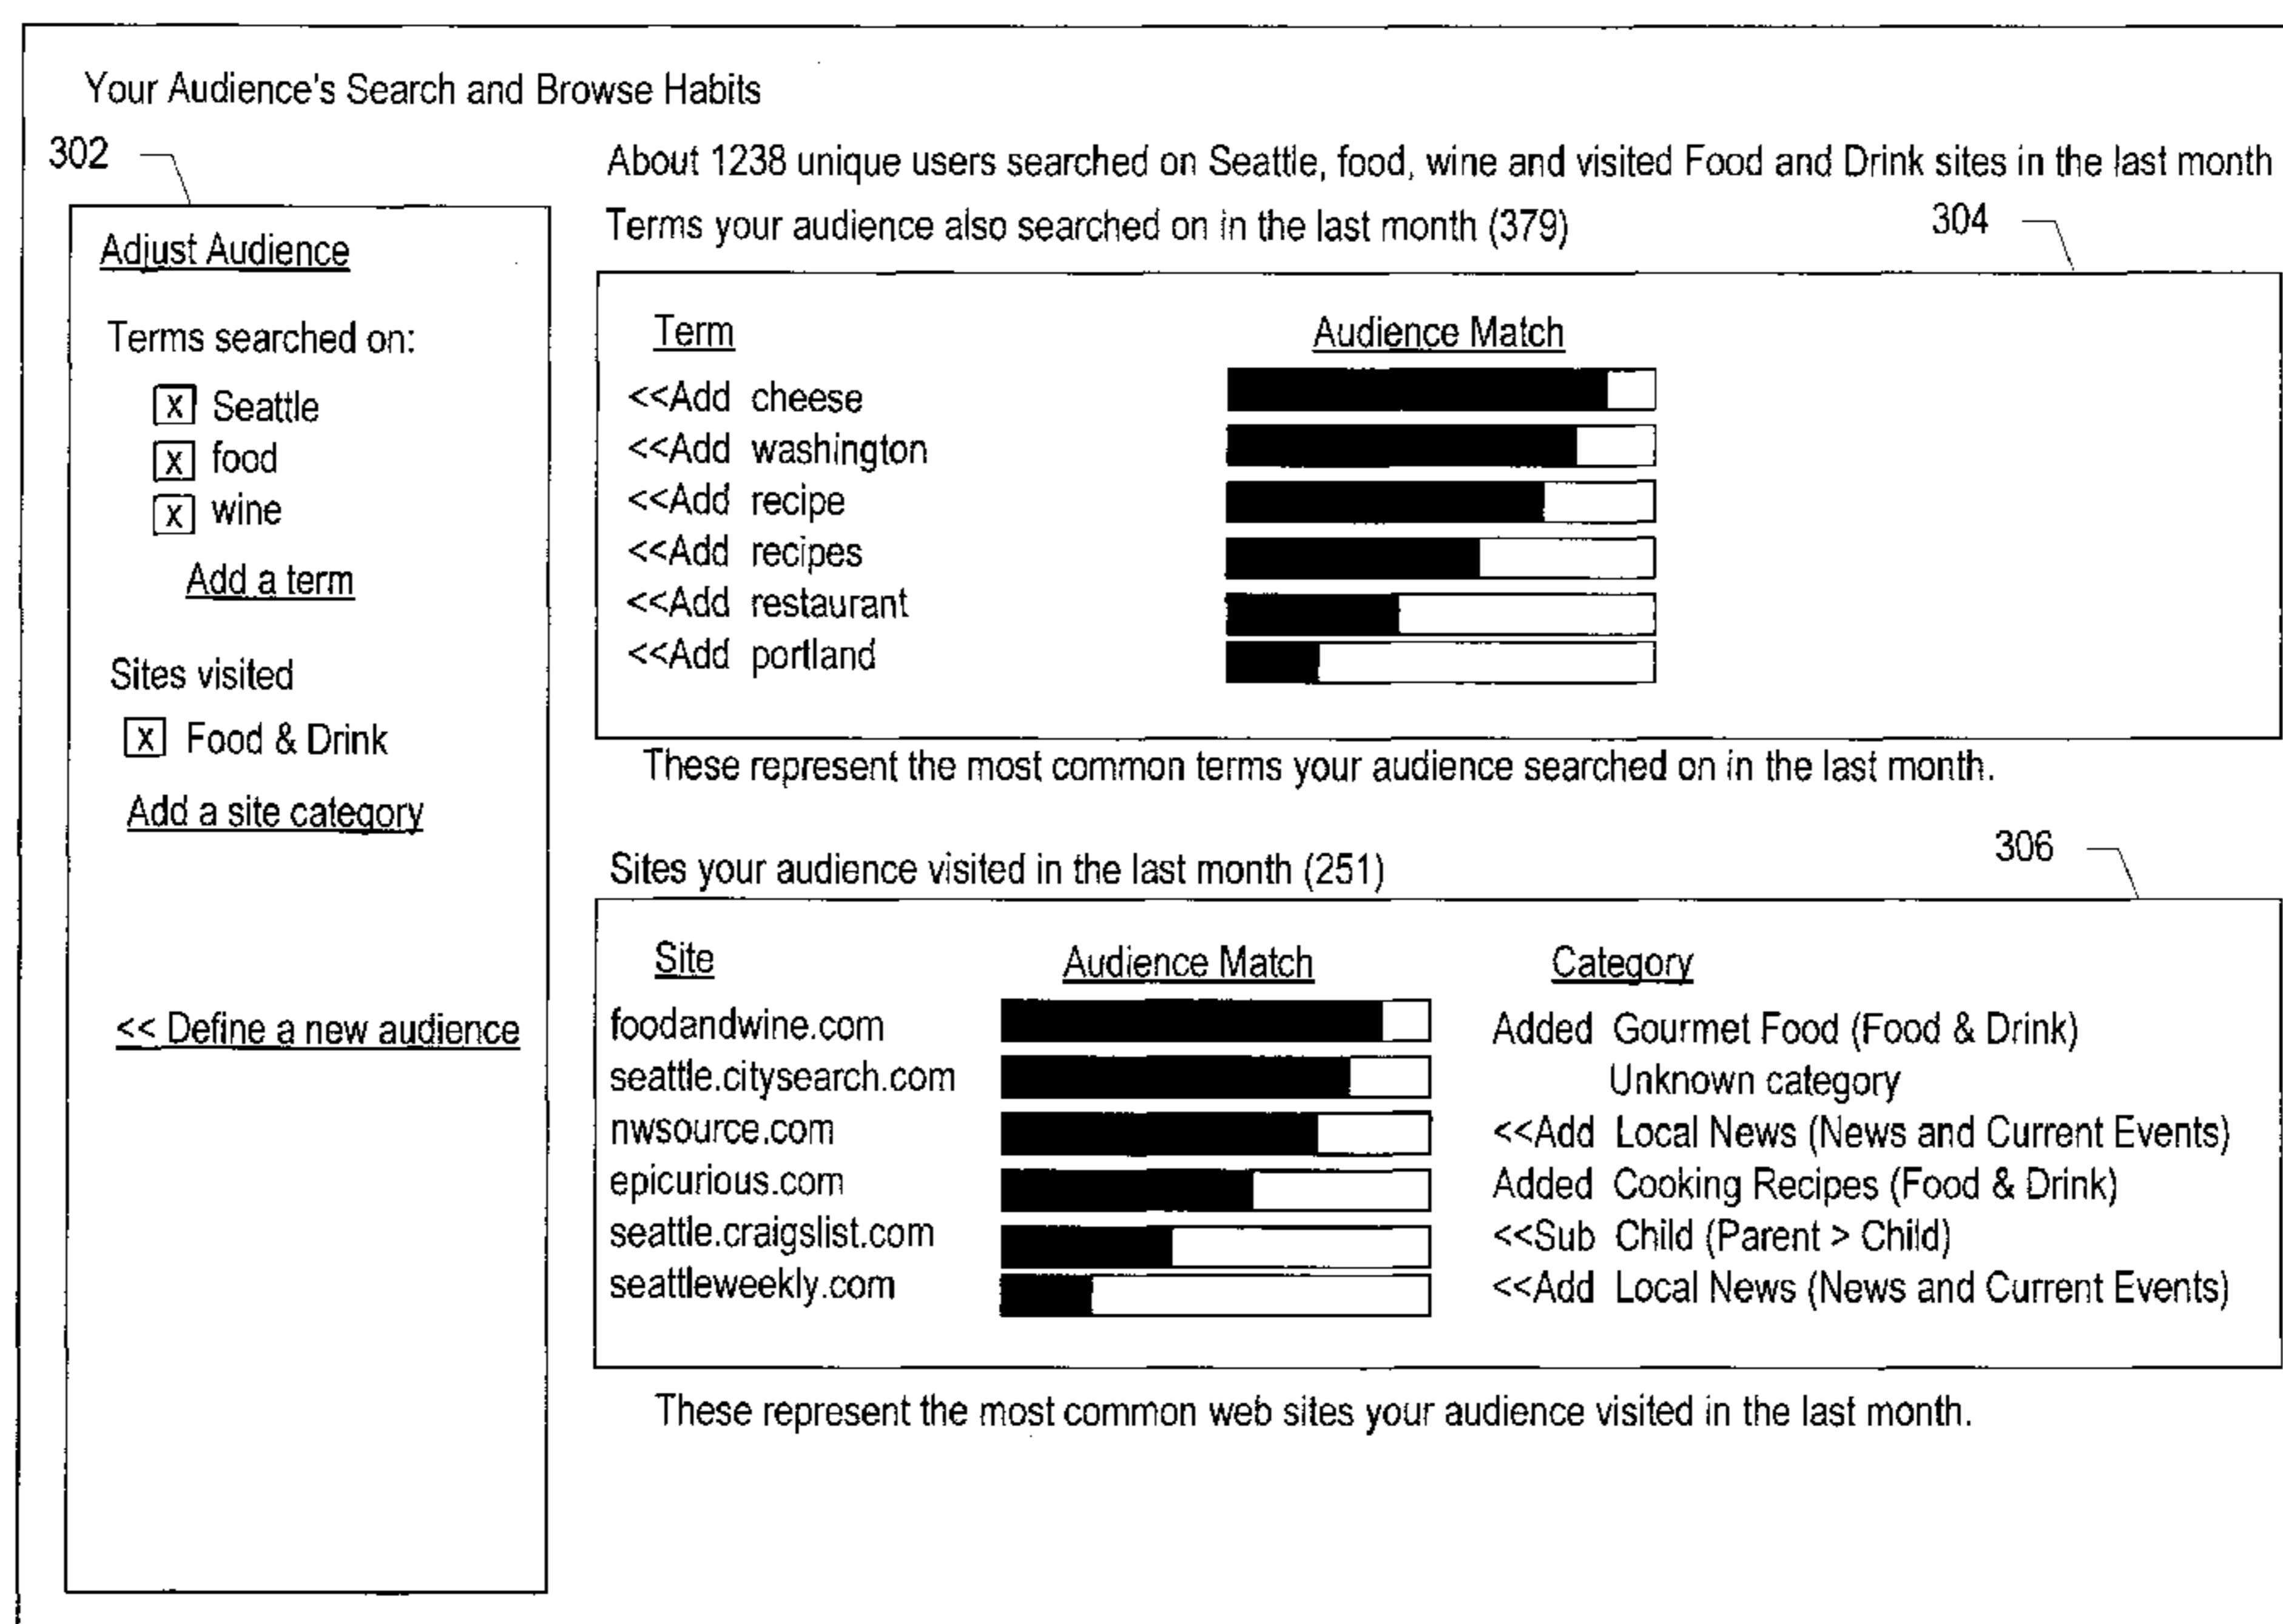 Your Audience's Search and Browse Habits
302
Adjust Audience
Terms searched on:
x Seattle
x food
x wine
Add a term
Sites visited
x Food & Drink
Add a site category
<< Define a new audience
About 1238 unique users searched on Seattle, food, wine and visited Food and Drink sites in the last month
Terms your audience also searched on in the last month (379)
304
Term Audience Match
<<Add cheese
<<Add washington
<<Add recipe
<<Add recipes
<<Add restaurant
<<Add portland
These represent the most common terms your audience searched on in the last month.
306
Sites your audience visited in the last month (251)
Site Audience Match Category
foodandwine.com Added Gourmet Food (Food & Drink)
seattle.citysearch.com Unknown category
nwsource.com <<Add Local News (News and Current Events)
epicurious.com Added Cooking Recipes (Food & Drink)
seattle.craigslist.com <<Sub Child (Parent > Child)
seattleweekly.com <<Add Local News (News and Current Events)
These represent the most common web sites your audience visited in the last month.